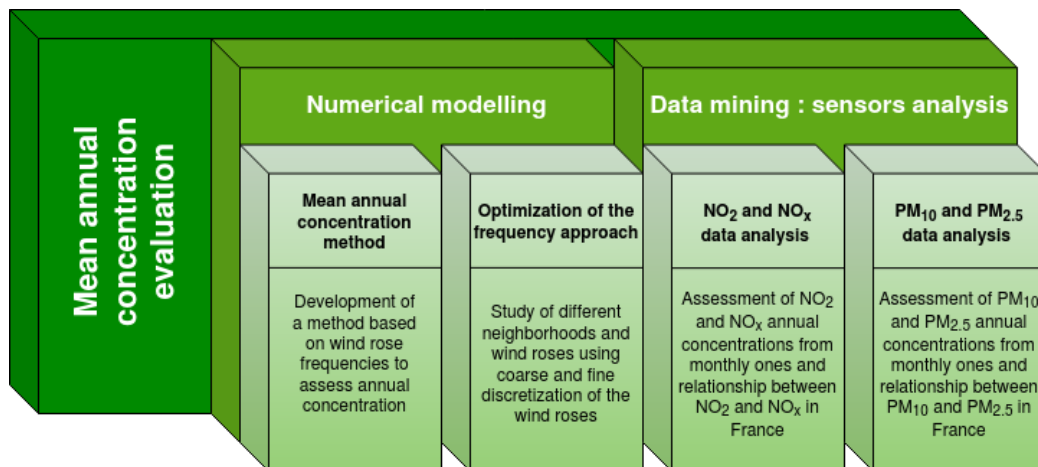 Mean annual
concentration
evaluation
Numerical modelling
Data mining : sensors analysis
Mean annual
concentration
method
Development of
a method based
on wind rose
frequencies to
assess annual
concentration
Optimization of the
frequency approach
Study of different
neighborhoods and
wind roses using
coarse and fine
discretization of the
wind roses
NO₂ and NOₓ
data analysis
Assessment of NO₂
and NOₓ annual
concentrations from
monthly ones and
relationship between
NO₂ and NOₓ in
France
PM₁₀ and PM₂.₅
data analysis
Assessment of PM₁₀
and PM₂.₅ annual
concentrations from
monthly ones and
relationship between
PM₁₀ and PM₂.₅ in
France